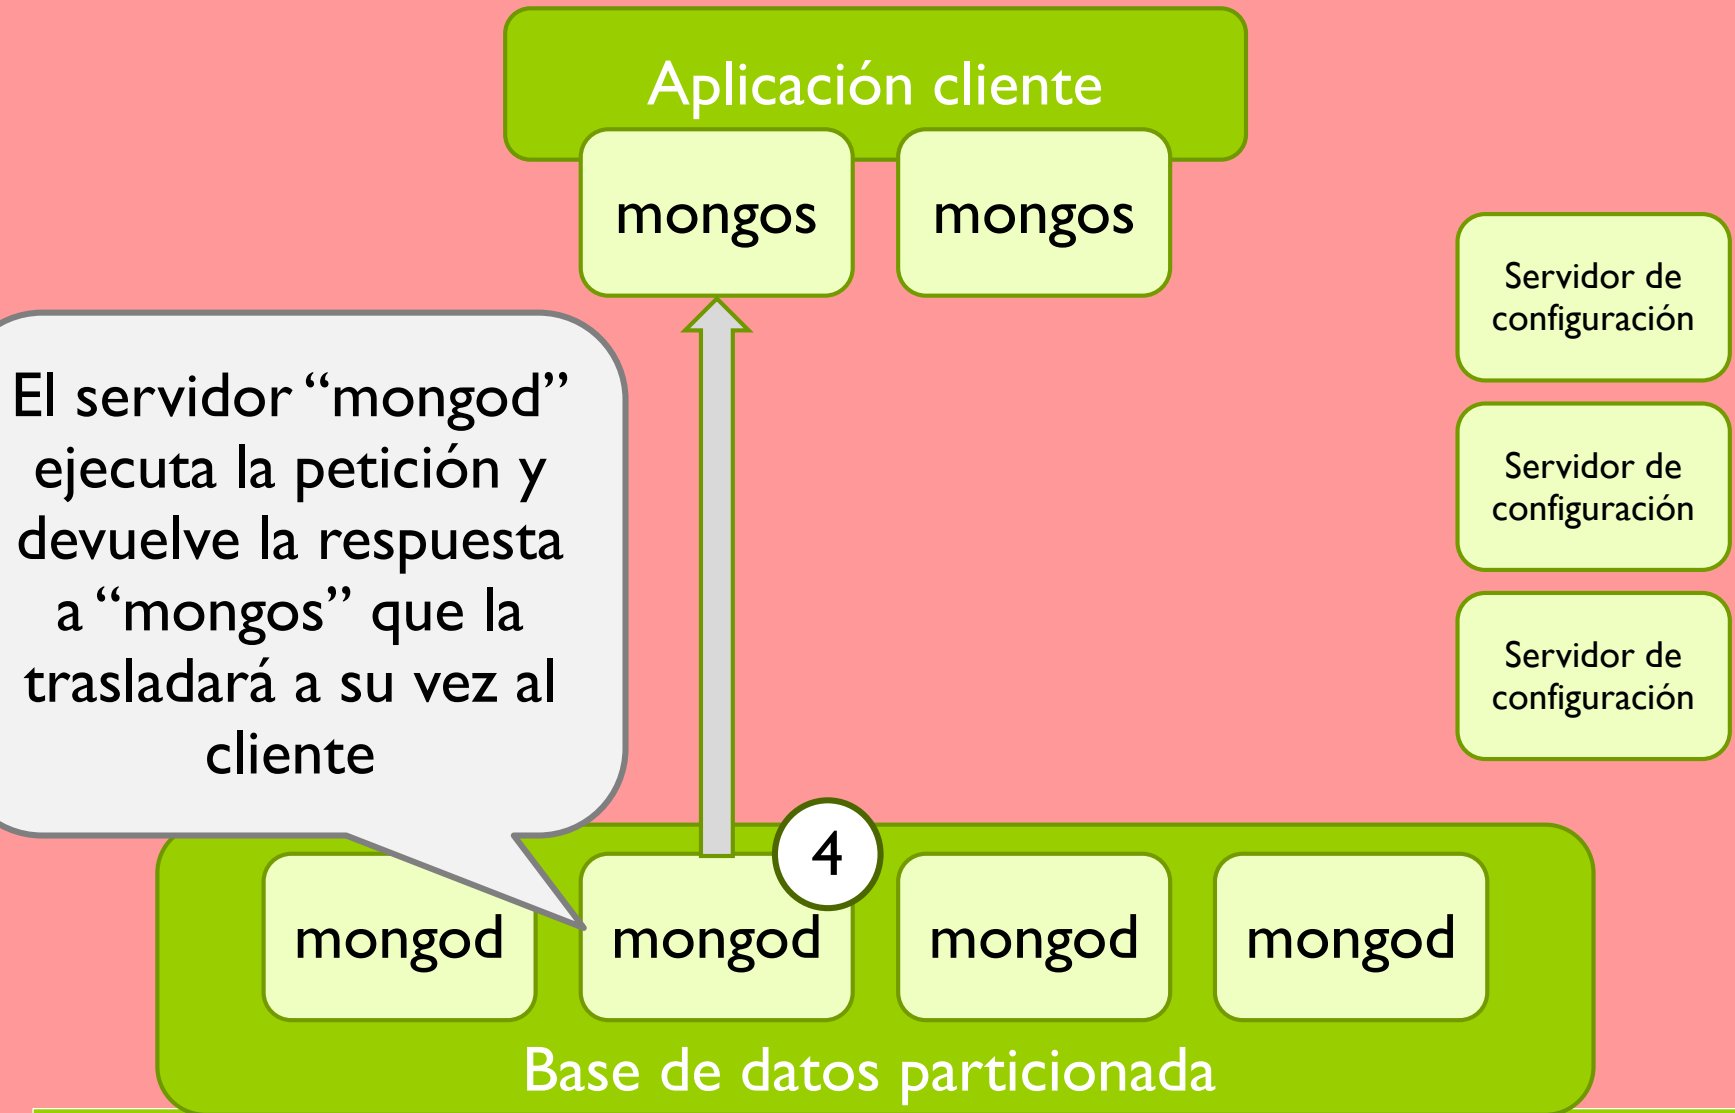 Aplicación cliente
mongos
mongos
Servidor de
configuración
Servidor de
configuración
Servidor de
configuración
El servidor “mongod”
ejecuta la petición y
devuelve la respuesta
a “mongos” que la
trasladará a su vez al
cliente
4
mongod
mongod
mongod
mongod
Base de datos particionada